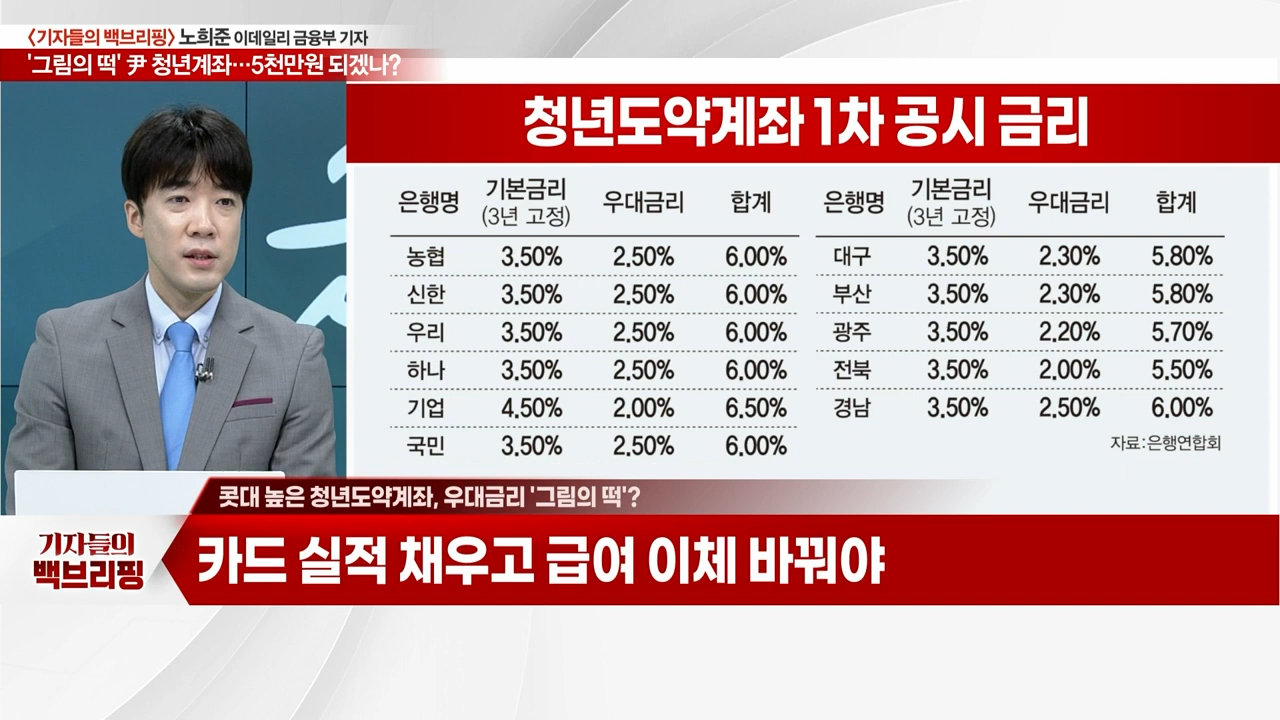 <기자들의 백브리핑> 노희준 이데일리 금융부 기자
'그림의 떡' 尹 청년계좌…5천만원 되겠나?
청년도약계좌 1차 공시 금리
은행명 기본금리 (3년 고정) 우대금리 합계
농협 3.50% 2.50% 6.00%
신한 3.50% 2.50% 6.00%
우리 3.50% 2.50% 6.00%
하나 3.50% 2.50% 6.00%
기업 4.50% 2.00% 6.50%
국민 3.50% 2.50% 6.00%
은행명 기본금리 (3년 고정) 우대금리 합계
대구 3.50% 2.30% 5.80%
부산 3.50% 2.30% 5.80%
광주 3.50% 2.20% 5.70%
전북 3.50% 2.00% 5.50%
경남 3.50% 2.50% 6.00%
자료:은행연합회
콧대 높은 청년도약계좌, 우대금리 '그림의 떡'?
기자들의
백브리핑
카드 실적 채우고 급여 이체 바꿔야